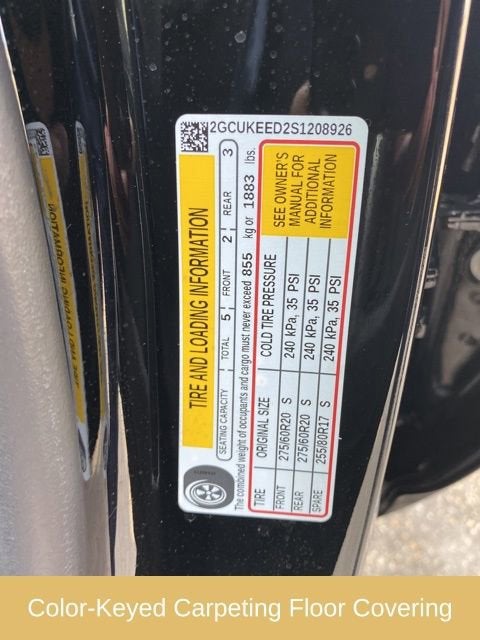 2GCUKEED2S1208926
TIRE AND LOADING INFORMATION
SEATING CAPACITY TOTAL 5 FRONT 2 REAR 3
The combined weight of occupants and cargo must never exceed 855 kg or 1883 lbs.
TIRE ORIGINAL SIZE COLD TIRE PRESSURE
FRONT 275/60R20 S 240 kPa, 35 PSI
REAR 275/60R20 S 240 kPa, 35 PSI
SPARE 255/80R17 S 240 kPa, 35 PSI
SEE OWNER'S
MANUAL FOR
ADDITIONAL
INFORMATION
Color-Keyed Carpeting Floor Covering